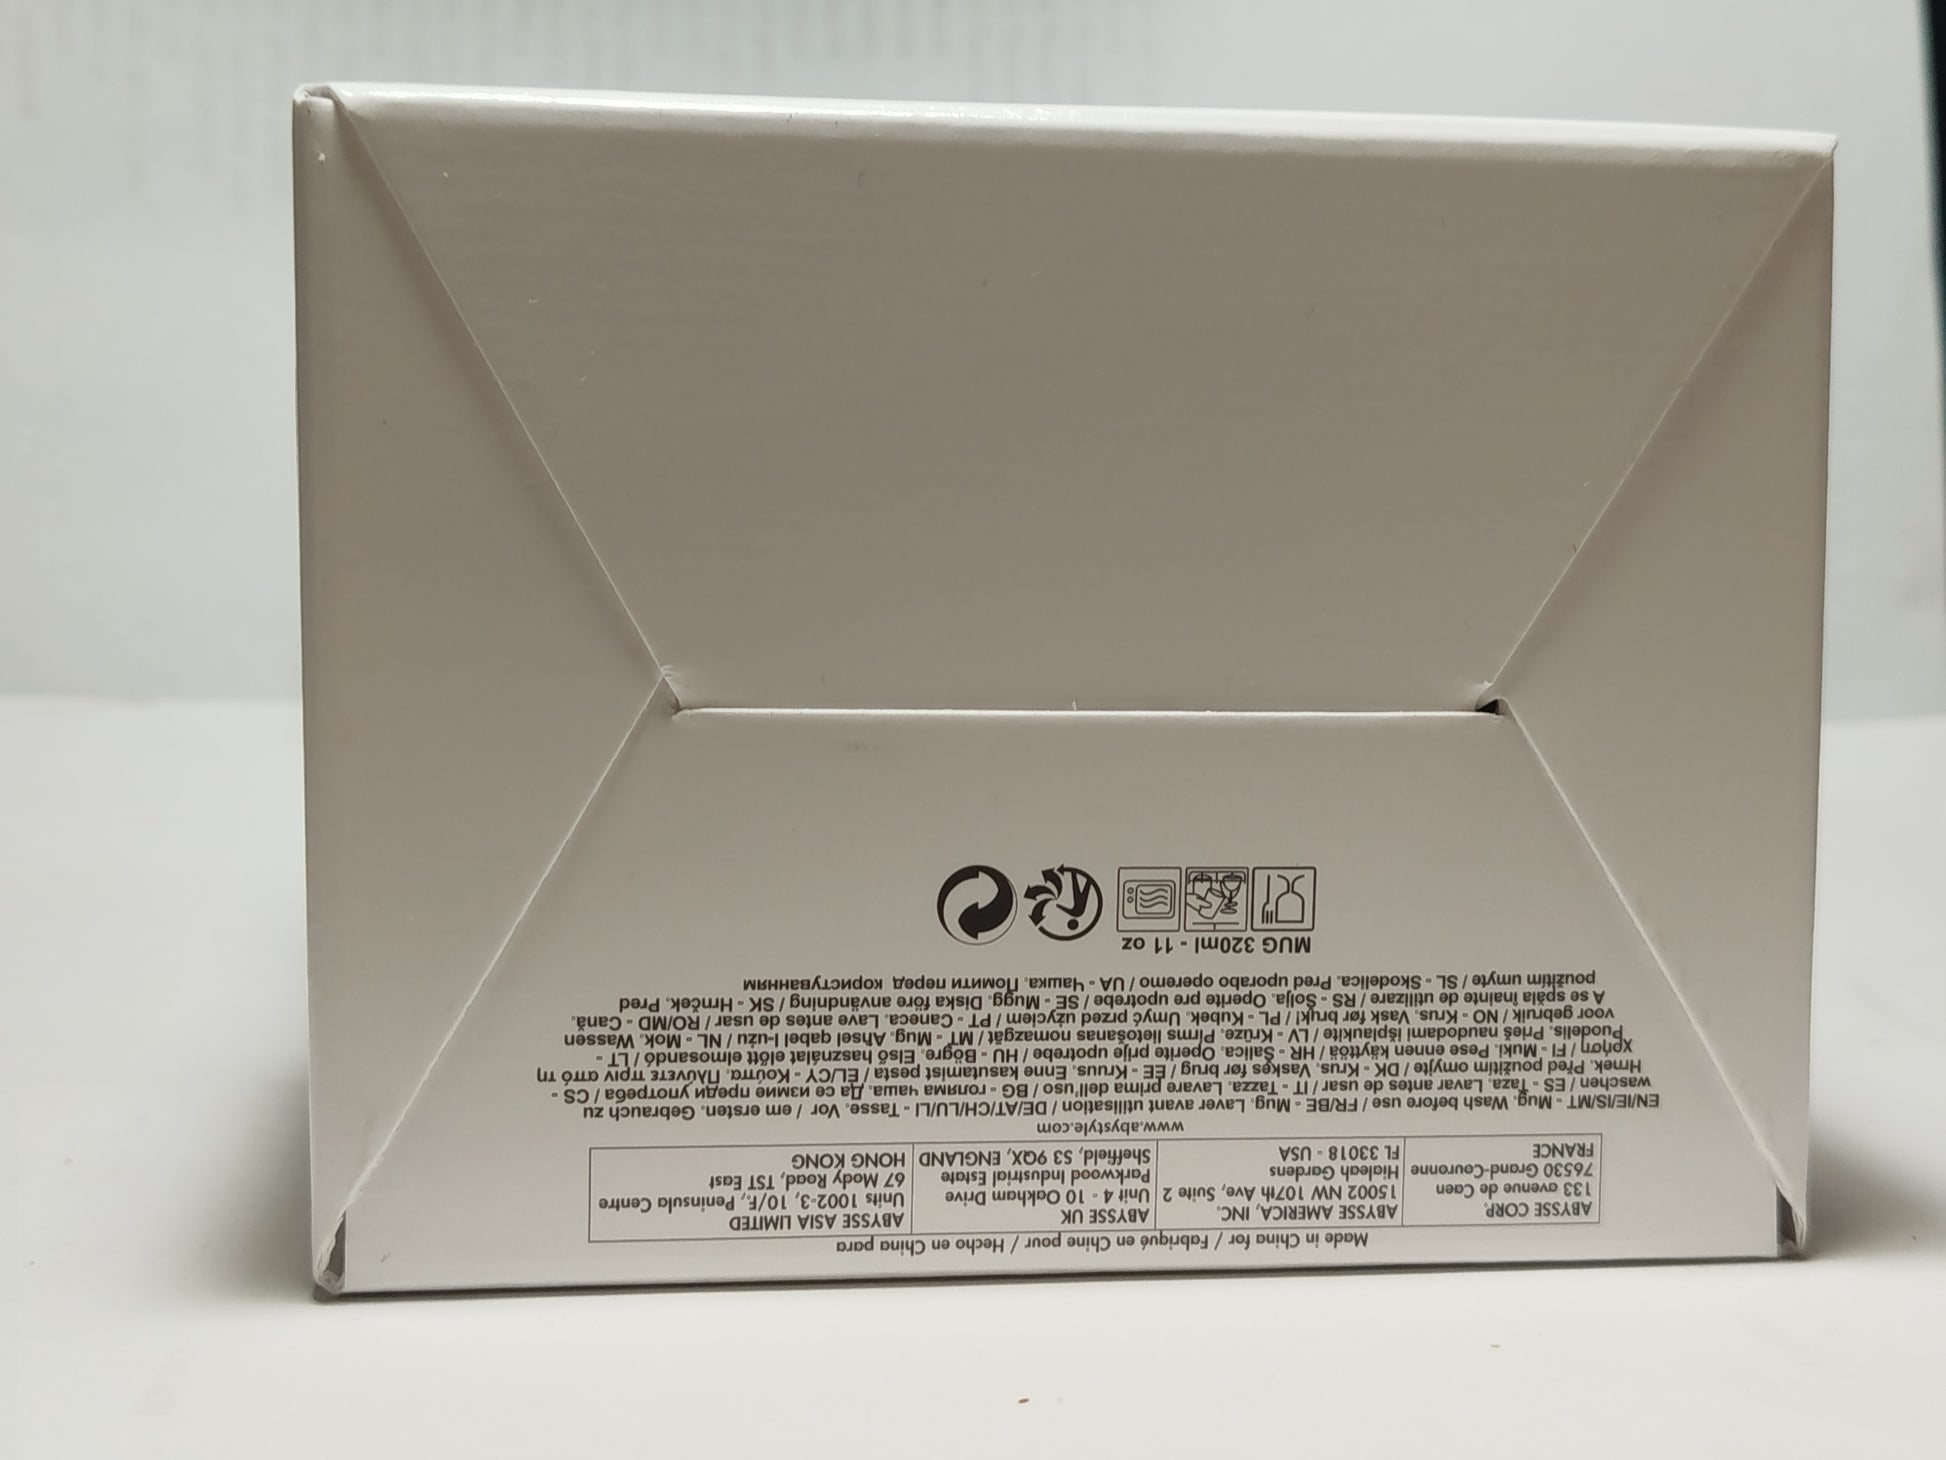 Made in China for / Fabriqué en Chine pour / Hecho en China para
ABYSSE CORP.
133 avenue de Caen
76530 Grand-Couronne
FRANCE
ABYSSE AMERICA, INC.
15002 NW 107th Ave, Suite 2
Hialeah Gardens
FL 33018 - USA
ABYSSE UK
Unit 4 - 10 Oakham Drive
Parkwood Industrial Estate
Sheffield, S3 9QX, ENGLAND
ABYSSE ASIA LIMITED
Units 1002-3, 10/F., Peninsula Centre
67 Mody Road, TST East
HONG KONG
www.abystyle.com
EN/IE/IS/MT - Mug. Wash before use / FR/BE - Mug. Laver avant utilisation / DE/AT/CH/LU/LI - Tasse. Vor / em ersten. Gebrauch zu
waschen / ES - Taza. Lavar antes de usar / IT - Tazza. Lavare prima dell'uso / BG - голяма чаша. Да се измие преди употреба / CS -
Hrnek. Před použitím omyjte / DK - Krus. Vaskes før brug / EE - Kruus. Enne kasutamist pesta / EL/CY - Κούπα. Πλύνετε πριν από τη
χρήση / FI - Muki. Pese ennen käyttöä / HR - Šalica. Operite prije upotrebe / HU - Bögre. Első használat előtt elmosandó / LT -
Puodelis. Prieš naudodami išplaukite / LV - Krūze. Pirms lietošanas nomazgāt / MT - Mug. Aħsel qabel l-użu / NL - Mok. Wassen
voor gebruik / NO - Krus. Vask før bruk! / PL - Kubek. Umyć przed użyciem / PT - Caneca. Lave antes de usar / RO/MD - Cană.
A se spăla înainte de utilizare / RS - Šolja. Operite pre upotrebe / SE - Mugg. Diska före användning / SK - Hrnček. Pred
použitím umyte / SL - Skodelica. Pred uporabo operemo / UA - Чашка. Помити перед користуванням
MUG 320ml - 11 oz